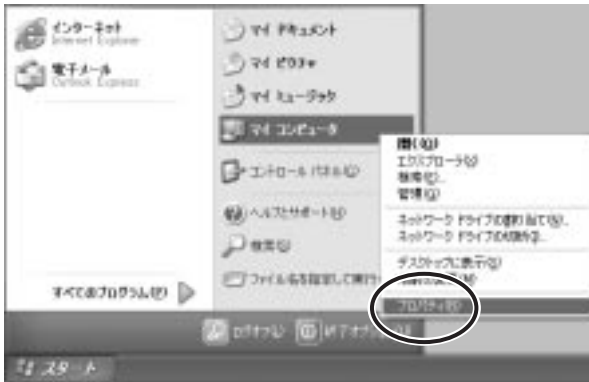 インターネット
Internet Explorer
電子メール
Outlook Express
すべてのプログラム(P)
マイ ドキュメント
マイ ピクチャ
マイ ミュージック
マイ コンピュータ
コントロール パネル(C)
ヘルプとサポート(H)
検索(S)
ファイル名を指定して実行
ログオフ(L)
終了オプ
スタート
開く(O)
エクスプローラ(X)
検索(E)...
管理(G)
ネットワーク ドライブの割り当て(N)...
ネットワーク ドライブの切断(I)...
デスクトップに表示(S)
プロパティ(R)